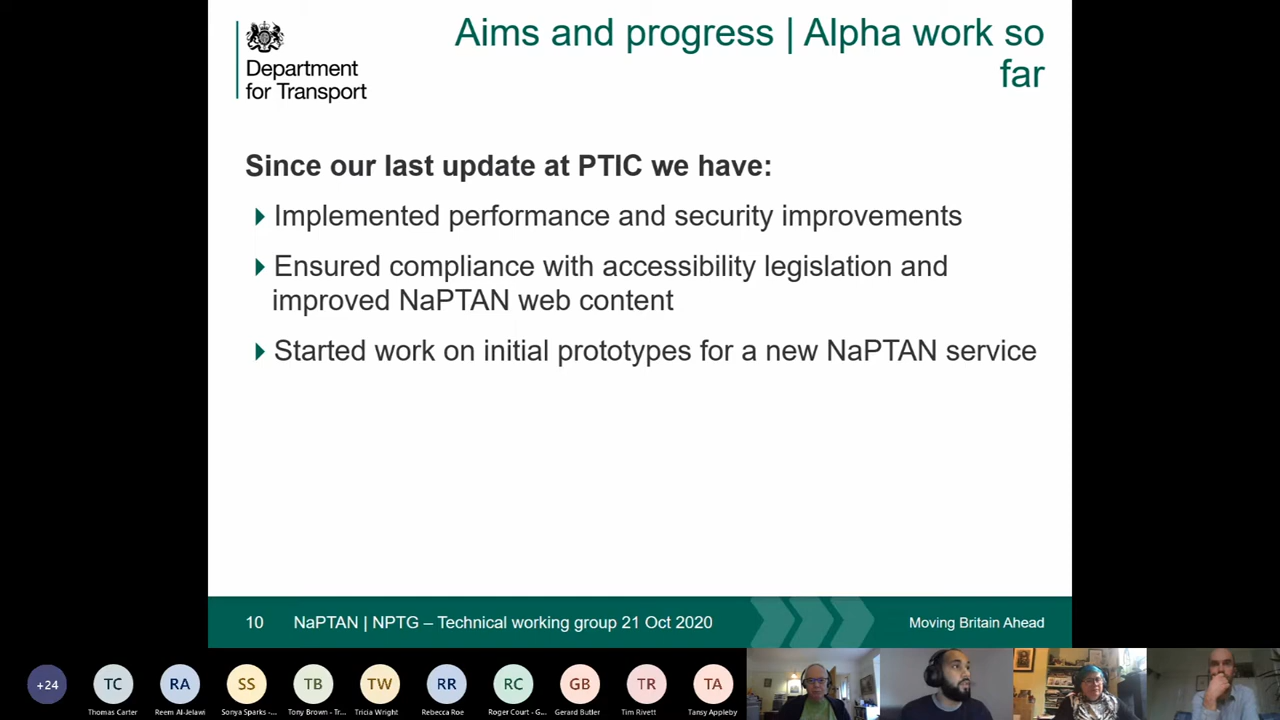 Aims and progress | Alpha work so
far
Department
for Transport
Since our last update at PTIC we have:
Implemented performance and security improvements
Ensured compliance with accessibility legislation and
improved NaPTAN web content
Started work on initial prototypes for a new NaPTAN service
10 NaPTAN | NPTG – Technical working group 21 Oct 2020 Moving Britain Ahead
+24 TC RA SS TB TW RR RC GB TR TA
Thomas Carter Reem Al-Jelawi Sonya Sparks -... Tony Brown - Tr... Tricia Wright Rebecca Roe Roger Court - G... Gerard Butler Tim Rivett Tansy Appleby